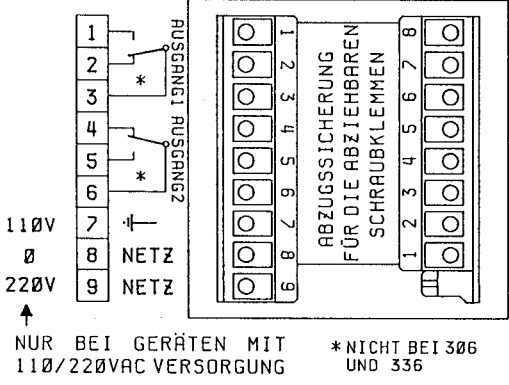 1
2
3
4
5
6
110V 7
Ø 8 NETZ
220V 9 NETZ
AUSGANG1
AUSGANG2
*
*
1
2
3
4
5
6
7
8
9
ABZUGSSICHERUNG
FÜR DIE ABZIEHBAREN
SCHRAUBKLEMMEN
8
7
6
5
4
3
2
1
NUR BEI GERÄTEN MIT
110/220VAC VERSORGUNG
*NICHT BEI 306
UND 336